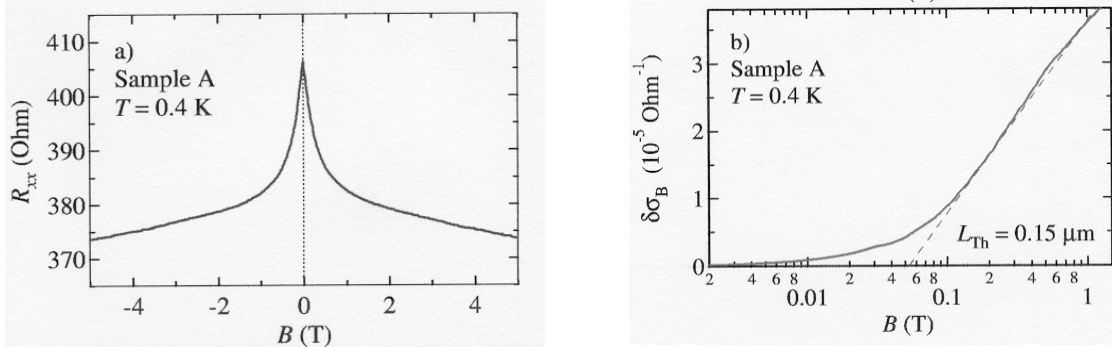 a)
Sample A
T = 0.4 K
410
400
390
380
370
R_xx (Ohm)
-4 -2 0 2 4
B (T)
b)
Sample A
T = 0.4 K
3
2
1
0
δσ_B (10^-5 Ohm^-1)
L_Th = 0.15 μm
2 4 6 8 2 4 6 8 2 4 6 8
0.01 0.1 1
B (T)